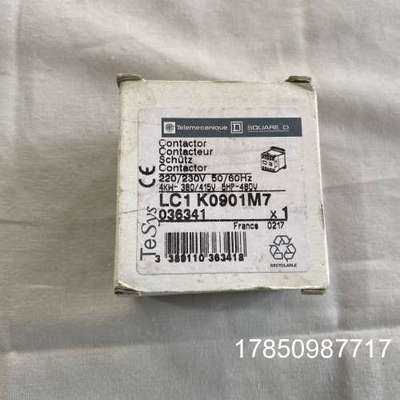 Telemecanique SQUARE D
Contactor
Contacteur
Schütz
Contactor
220/230V 50/60Hz
4KW- 380/415V 5HP-480V
LC1 K0901M7
036341 x 1
France 0217
TeSys
CE
RECYCLABLE
3 389110 363418
17850987717